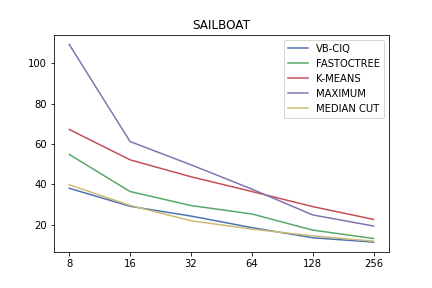 SAILBOAT
VB-CIQ
FASTOCTREE
K-MEANS
MAXIMUM
MEDIAN CUT
100
80
60
40
20
8 16 32 64 128 256